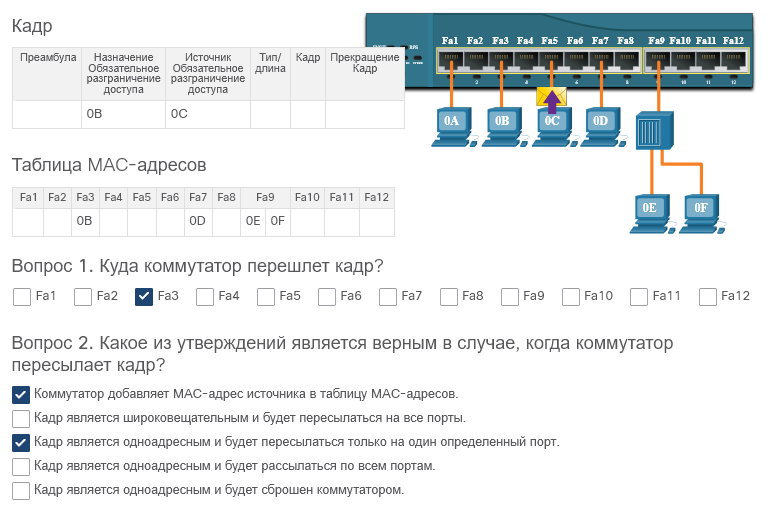 Кадр
Fa1 Fa2 Fa3 Fa4 Fa5 Fa6 Fa7 Fa8 Fa9 Fa10 Fa11 Fa12
Преамбула
Назначение
Обязательное
разграничение
доступа
Источник
Обязательное
разграничение
доступа
Тип/
длина
Кадр
Прекращение
Кадр
0B 0C
0A 0B 0C 0D
0E 0F
Таблица MAC-адресов
Fa1 Fa2 Fa3 Fa4 Fa5 Fa6 Fa7 Fa8 Fa9 Fa10 Fa11 Fa12
0B 0D 0E 0F
Вопрос 1. Куда коммутатор перешлет кадр?
Fa1 Fa2 Fa3 Fa4 Fa5 Fa6 Fa7 Fa8 Fa9 Fa10 Fa11 Fa12
Вопрос 2. Какое из утверждений является верным в случае, когда коммутатор
пересылает кадр?
Коммутатор добавляет MAC-адрес источника в таблицу MAC-адресов.
Кадр является широковещательным и будет пересылаться на все порты.
Кадр является одноадресным и будет пересылаться только на один определенный порт.
Кадр является одноадресным и будет рассылаться по всем портам.
Кадр является одноадресным и будет сброшен коммутатором.